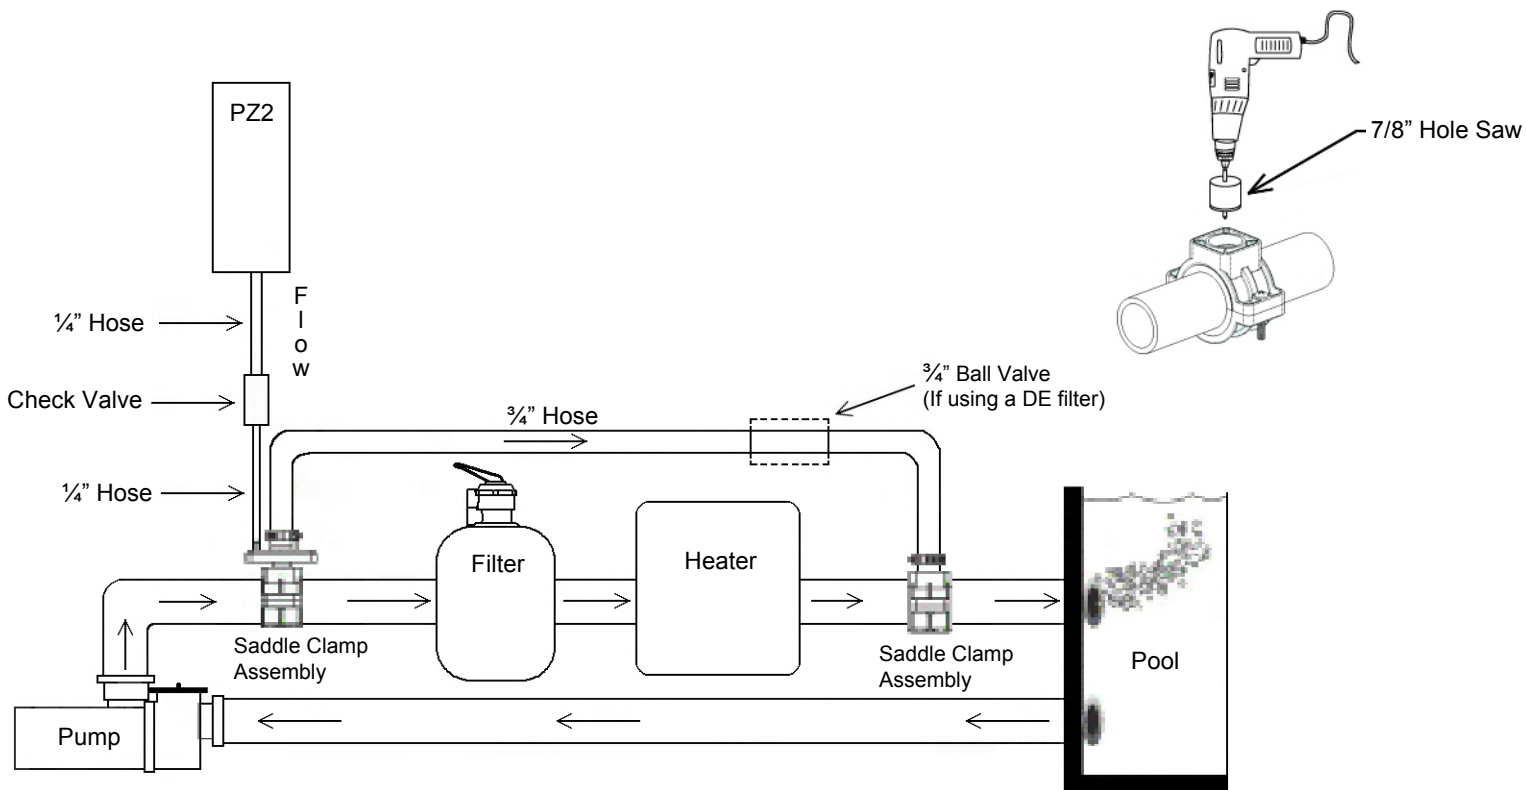 PZ2
7/8” Hole Saw
Flow
¼” Hose
Check Valve
¾” Ball Valve
(If using a DE filter)
¾” Hose
¼” Hose
Filter
Heater
Saddle Clamp
Assembly
Saddle Clamp
Assembly
Pool
Pump